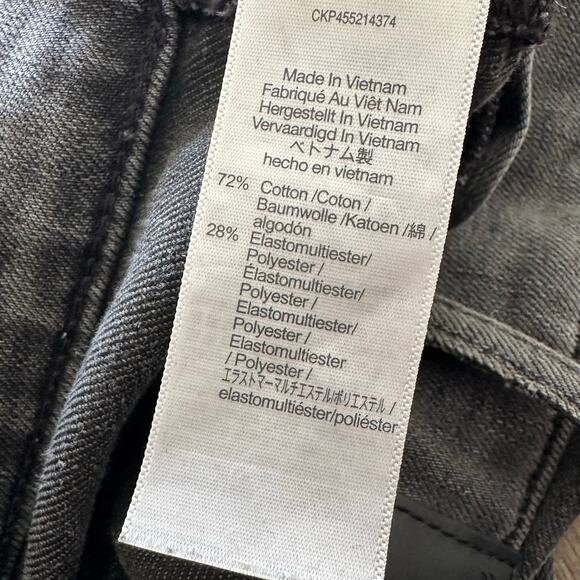 CKP455214374
Made In Vietnam
Fabriqué Au Viêt Nam
Hergestellt In Vietnam
Vervaardigd In Vietnam
ベトナム製
hecho en vietnam
72% Cotton /Coton /
Baumwolle /Katoen /綿 /
algodón
28% Elastomultiester/
Polyester /
Élastomultiester/
Polyester /
Elastomultiester/
Polyester /
Elastomultiester
/ Polyester /
エラストマーマルチエステル/ポリエステル /
elastomultiéster/poliéster